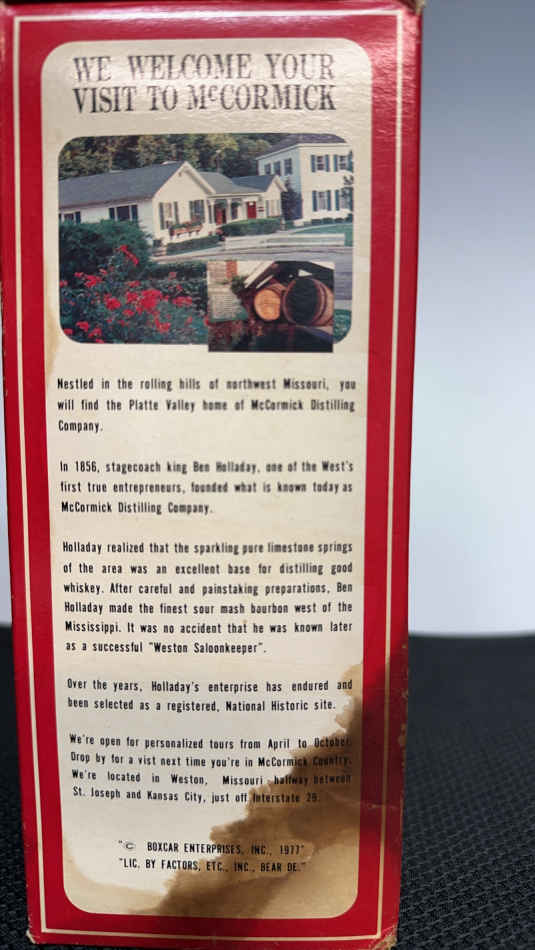 WE WELCOME YOUR
VISIT TO McCORMICK
Nestled in the rolling hills of northwest Missouri, you
will find the Platte Valley home of McCormick Distilling
Company.
In 1856, stagecoach king Ben Holladay, one of the West's
first true entrepreneurs, founded what is known today as
McCormick Distilling Company.
Holladay realized that the sparkling pure limestone springs
of the area was an excellent base for distilling good
whiskey. After careful and painstaking preparations, Ben
Holladay made the finest sour mash bourbon west of the
Mississippi. It was no accident that he was known later
as a successful "Weston Saloonkeeper".
Over the years, Holladay's enterprise has endured and
been selected as a registered, National Historic site.
We're open for personalized tours from April to October.
Drop by for a vist next time you're in McCormick Country.
We're located in Weston, Missouri halfway between
St. Joseph and Kansas City, just off Interstate 29.
"© BOXCAR ENTERPRISES, INC., 1977"
"LIC. BY FACTORS, ETC., INC., BEAR DE."